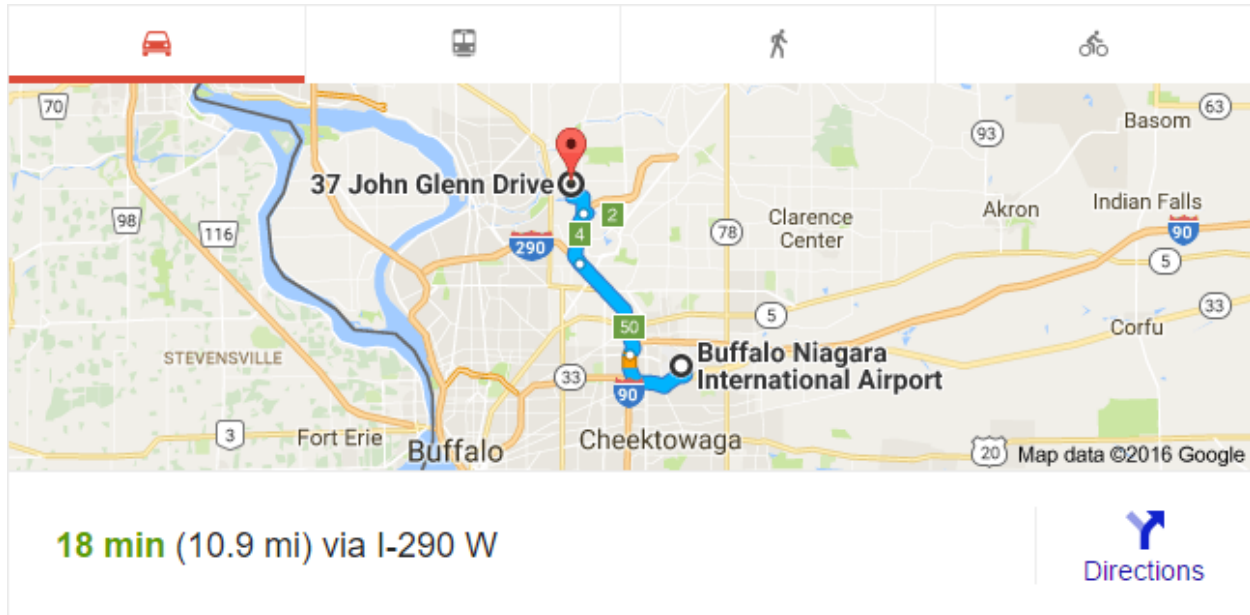 70
63
93
Basom
37 John Glenn Drive
2
98
116
4
290
78
Clarence
Center
Akron
Indian Falls
90
5
5
33
50
Corfu
STEVENSVILLE
Buffalo Niagara
International Airport
33
90
3
Fort Erie
Buffalo
Cheektowaga
20
Map data ©2016 Google
18 min (10.9 mi) via I-290 W
Directions